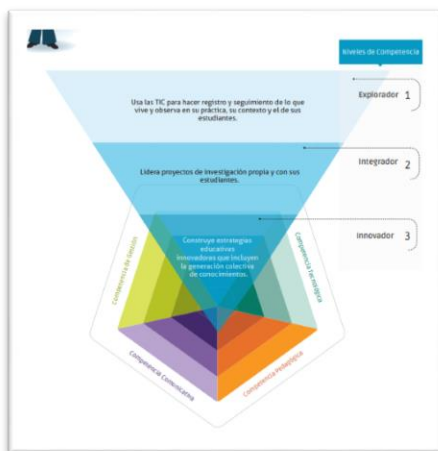 Niveles de Competencia
Explorador 1
Usa las TIC para hacer registro y seguimiento de lo que
vive y observa en su práctica, su contexto y el de sus
estudiantes.
Integrador 2
Lidera proyectos de investigación propia y con sus
estudiantes.
Innovador 3
Construye estrategias
educativas
innovadoras que incluyen
la generación colectiva
de conocimientos.
Competencia de Gestión
Competencia Tecnológica
Competencia Comunicativa
Competencia Pedagógica